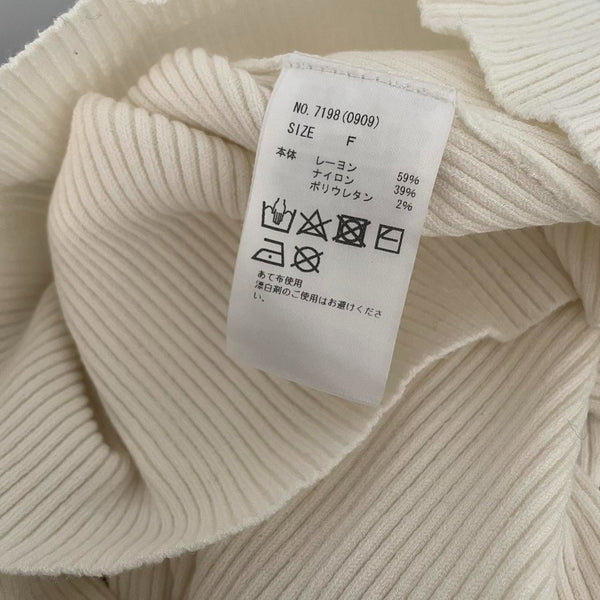 NO. 7198(0909)
SIZE F
本体 レーヨン 59%
ナイロン 39%
ポリウレタン 2%
あて布使用
漂白剤のご使用はお避けくださ
い。